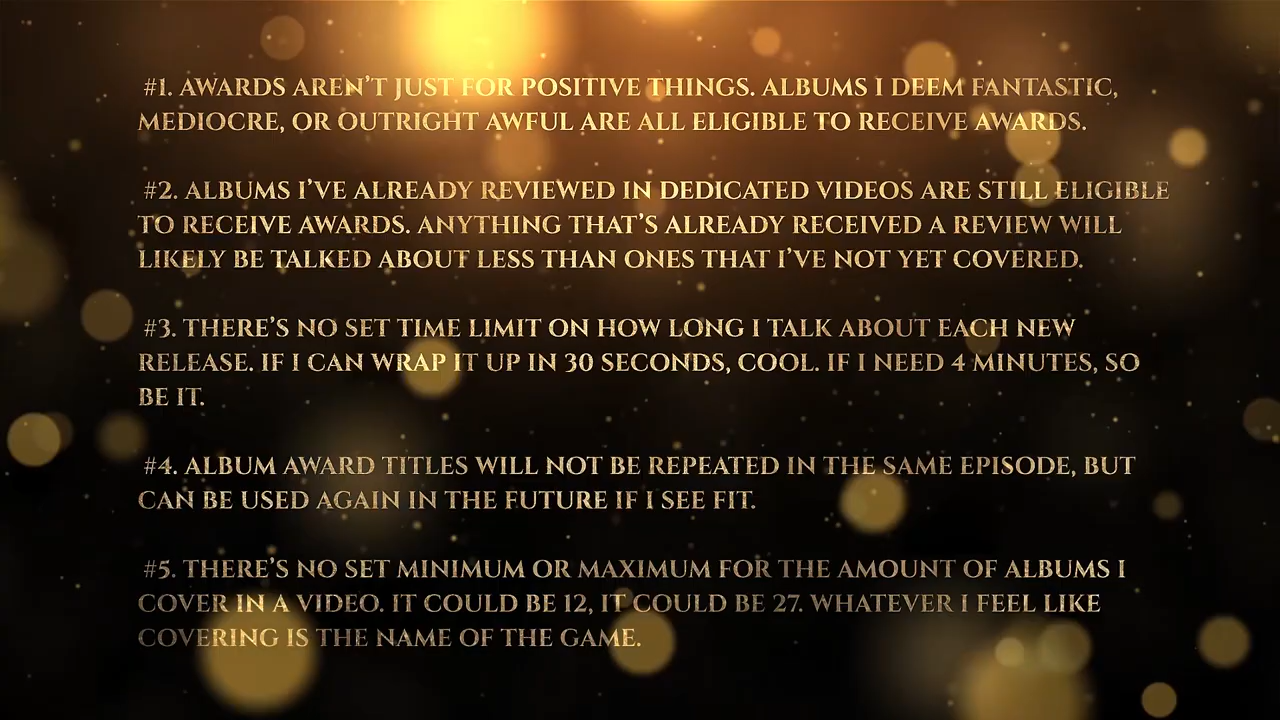 #1. AWARDS AREN'T JUST FOR POSITIVE THINGS. ALBUMS I DEEM FANTASTIC,
MEDIOCRE, OR OUTRIGHT AWFUL ARE ALL ELIGIBLE TO RECEIVE AWARDS.
#2. ALBUMS I'VE ALREADY REVIEWED IN DEDICATED VIDEOS ARE STILL ELIGIBLE
TO RECEIVE AWARDS. ANYTHING THAT'S ALREADY RECEIVED A REVIEW WILL
LIKELY BE TALKED ABOUT LESS THAN ONES THAT I'VE NOT YET COVERED.
#3. THERE'S NO SET TIME LIMIT ON HOW LONG I TALK ABOUT EACH NEW
RELEASE. IF I CAN WRAP IT UP IN 30 SECONDS, COOL. IF I NEED 4 MINUTES, SO
BE IT.
#4. ALBUM AWARD TITLES WILL NOT BE REPEATED IN THE SAME EPISODE, BUT
CAN BE USED AGAIN IN THE FUTURE IF I SEE FIT.
#5. THERE'S NO SET MINIMUM OR MAXIMUM FOR THE AMOUNT OF ALBUMS I
COVER IN A VIDEO. IT COULD BE 12, IT COULD BE 27. WHATEVER I FEEL LIKE
COVERING IS THE NAME OF THE GAME.